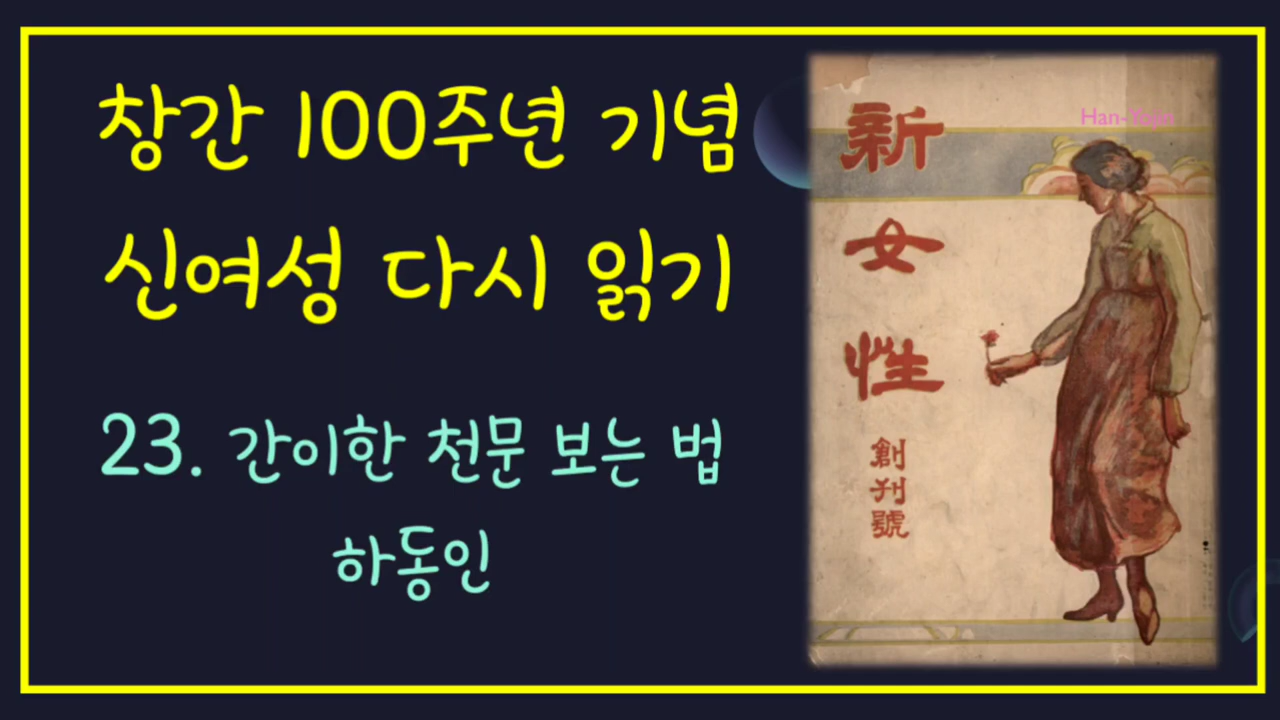 창간 100주년 기념
신여성 다시 읽기
23. 간이한 천문 보는 법
하동인
新女性
創刊號